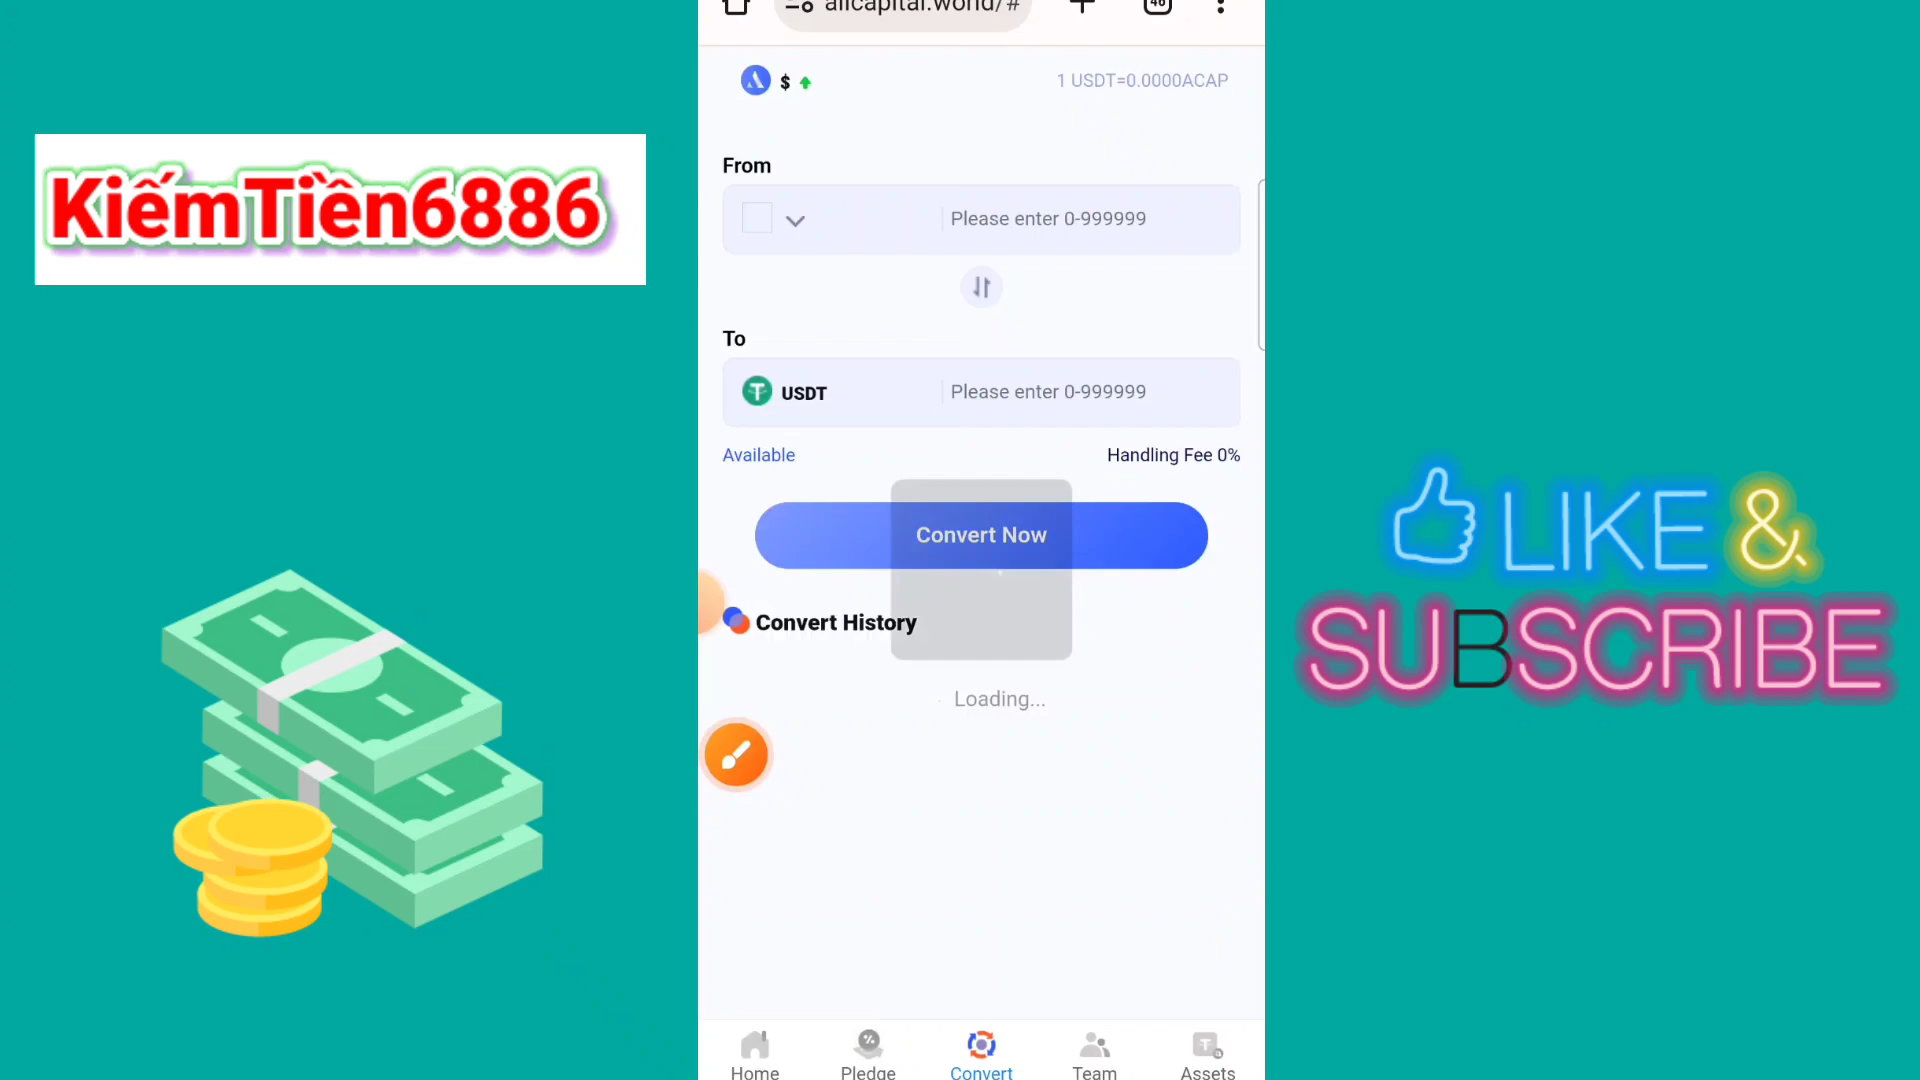 allcapital.world/#
46
$
1 USDT=0.0000ACAP
KiếmTiền6886
From
Please enter 0-999999
To
USDT
Please enter 0-999999
Available
Handling Fee 0%
Convert Now
LIKE &
SUBSCRIBE
Convert History
Loading...
Home
Pledge
Convert
Team
Assets